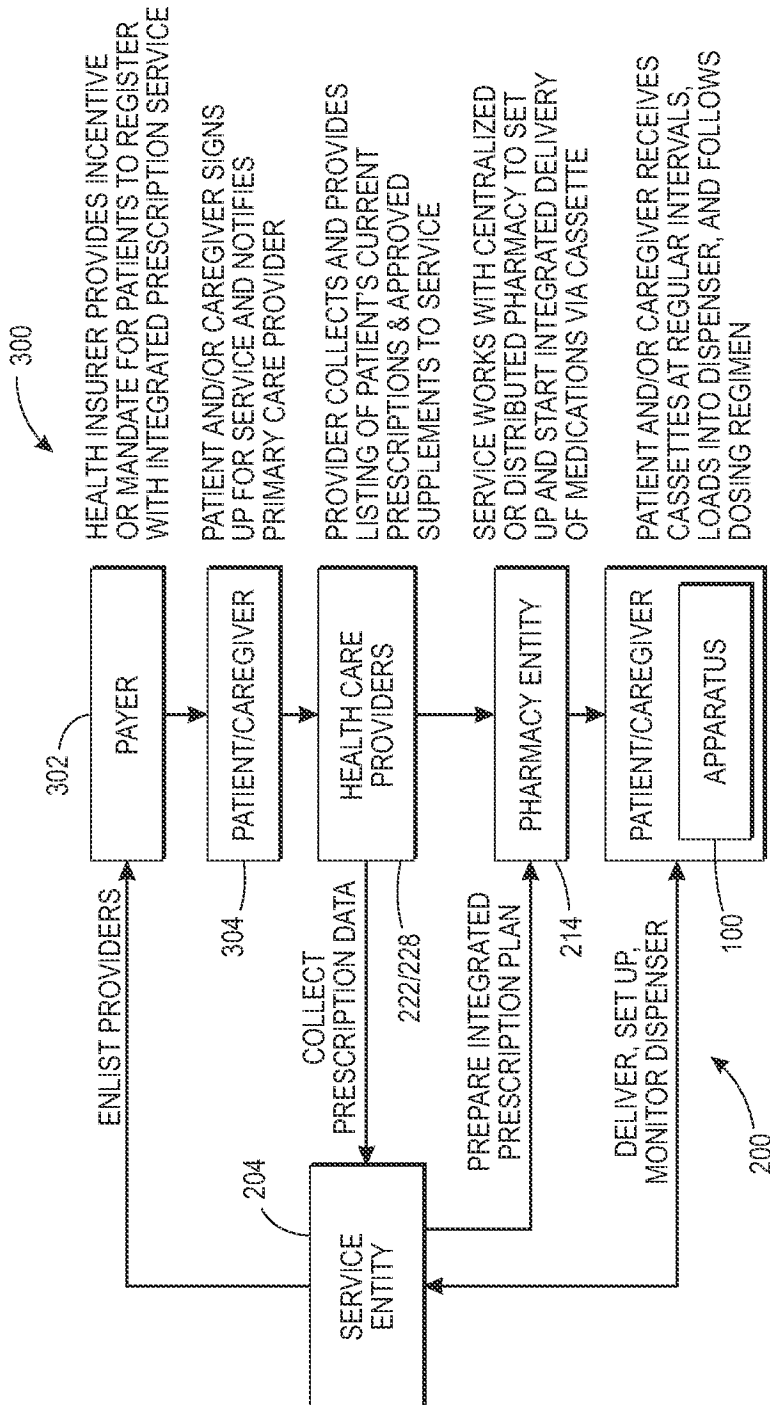 300
HEALTH INSURER PROVIDES INCENTIVE
OR MANDATE FOR PATIENTS TO REGISTER
WITH INTEGRATED PRESCRIPTION SERVICE
PATIENT AND/OR CAREGIVER SIGNS
UP FOR SERVICE AND NOTIFIES
PRIMARY CARE PROVIDER
PROVIDER COLLECTS AND PROVIDES
LISTING OF PATIENT'S CURRENT
PRESCRIPTIONS & APPROVED
SUPPLEMENTS TO SERVICE
SERVICE WORKS WITH CENTRALIZED
OR DISTRIBUTED PHARMACY TO SET
UP AND START INTEGRATED DELIVERY
OF MEDICATIONS VIA CASSETTE
PATIENT AND/OR CAREGIVER RECEIVES
CASSETTES AT REGULAR INTERVALS,
LOADS INTO DISPENSER, AND FOLLOWS
DOSING REGIMEN
302
PAYER
PATIENT/CAREGIVER
304
HEALTH CARE
PROVIDERS
222/228
PHARMACY ENTITY
214
PATIENT/CAREGIVER
APPARATUS
100
ENLIST PROVIDERS
COLLECT
PRESCRIPTION DATA
PREPARE INTEGRATED
PRESCRIPTION PLAN
DELIVER, SET UP,
MONITOR DISPENSER
204
SERVICE
ENTITY
200